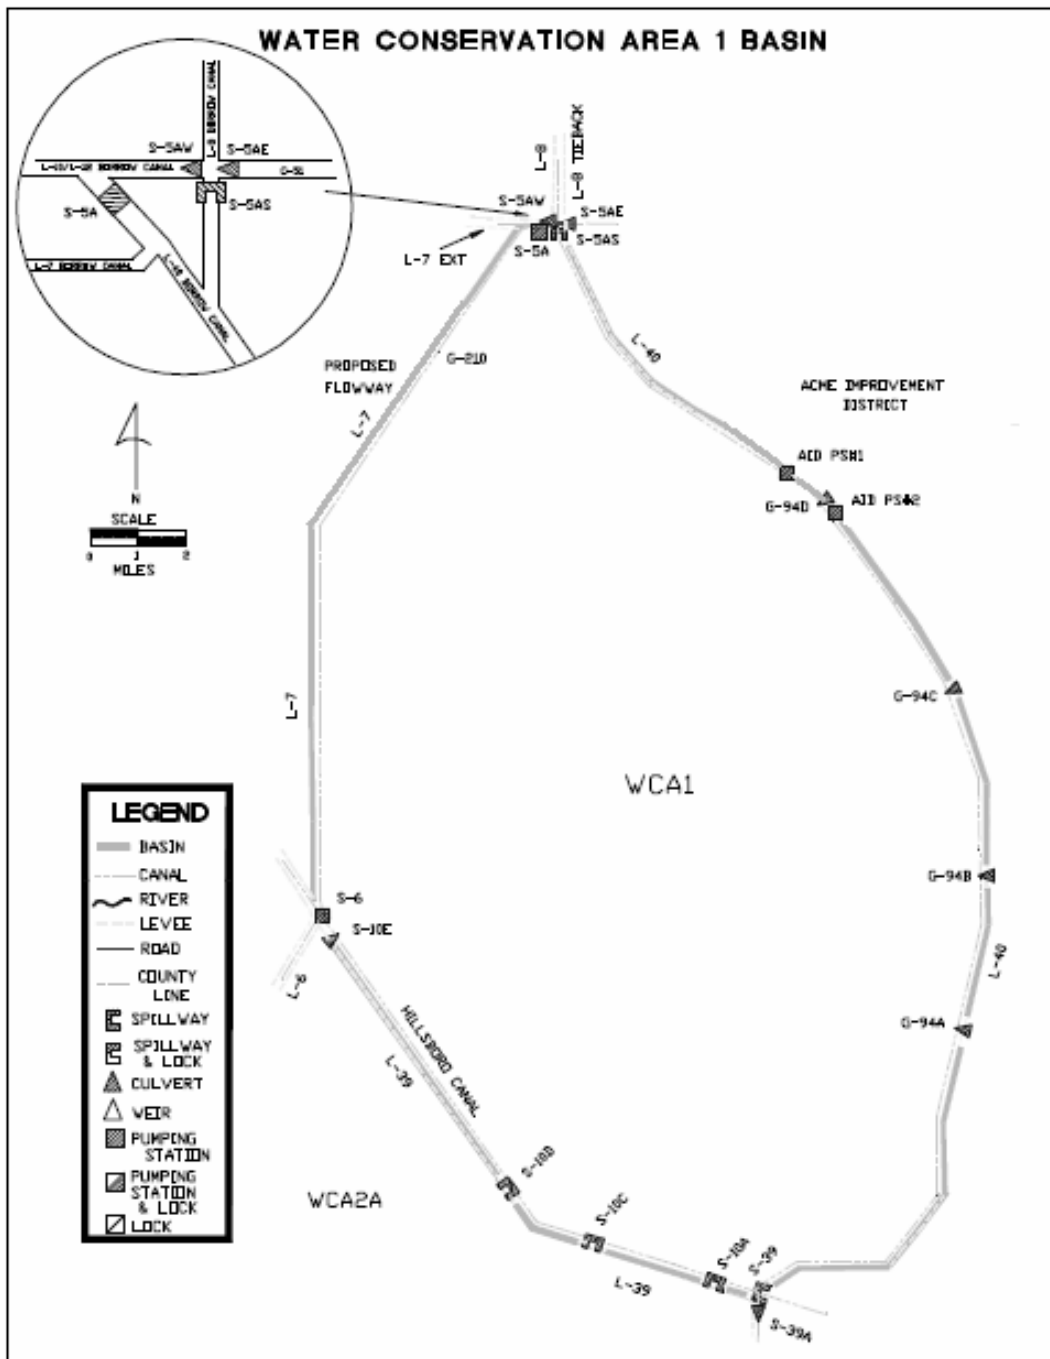 WATER CONSERVATION AREA 1 BASIN
L-8 BORROW CANAL
S-5AW
S-5AE
L-10/L-12 BORROW CANAL
C-51
S-5A
S-5AS
L-7 BORROW CANAL
L-40 BORROW CANAL
L-8
L-8 TIEBACK
S-5AW
S-5AE
S-5A
S-5AS
L-7 EXT
L-40
G-210
PROPOSED
FLOWWAY
L-7
ACME IMPROVEMENT
DISTRICT
AID PS#1
G-94D
AID PS#2
N
SCALE
0 1 2
MILES
G-94C
L-7
WCA1
LEGEND
BASIN
CANAL
RIVER
LEVEE
ROAD
COUNTY
LINE
SPILLWAY
SPILLWAY
& LOCK
CULVERT
WEIR
PUMPING
STATION
PUMPING
STATION
& LOCK
LOCK
G-94B
S-6
S-10E
L-6
L-40
HILLSBORO CANAL
L-39
G-94A
S-10D
WCA2A
S-10C
S-10A
S-39
L-39
S-39A